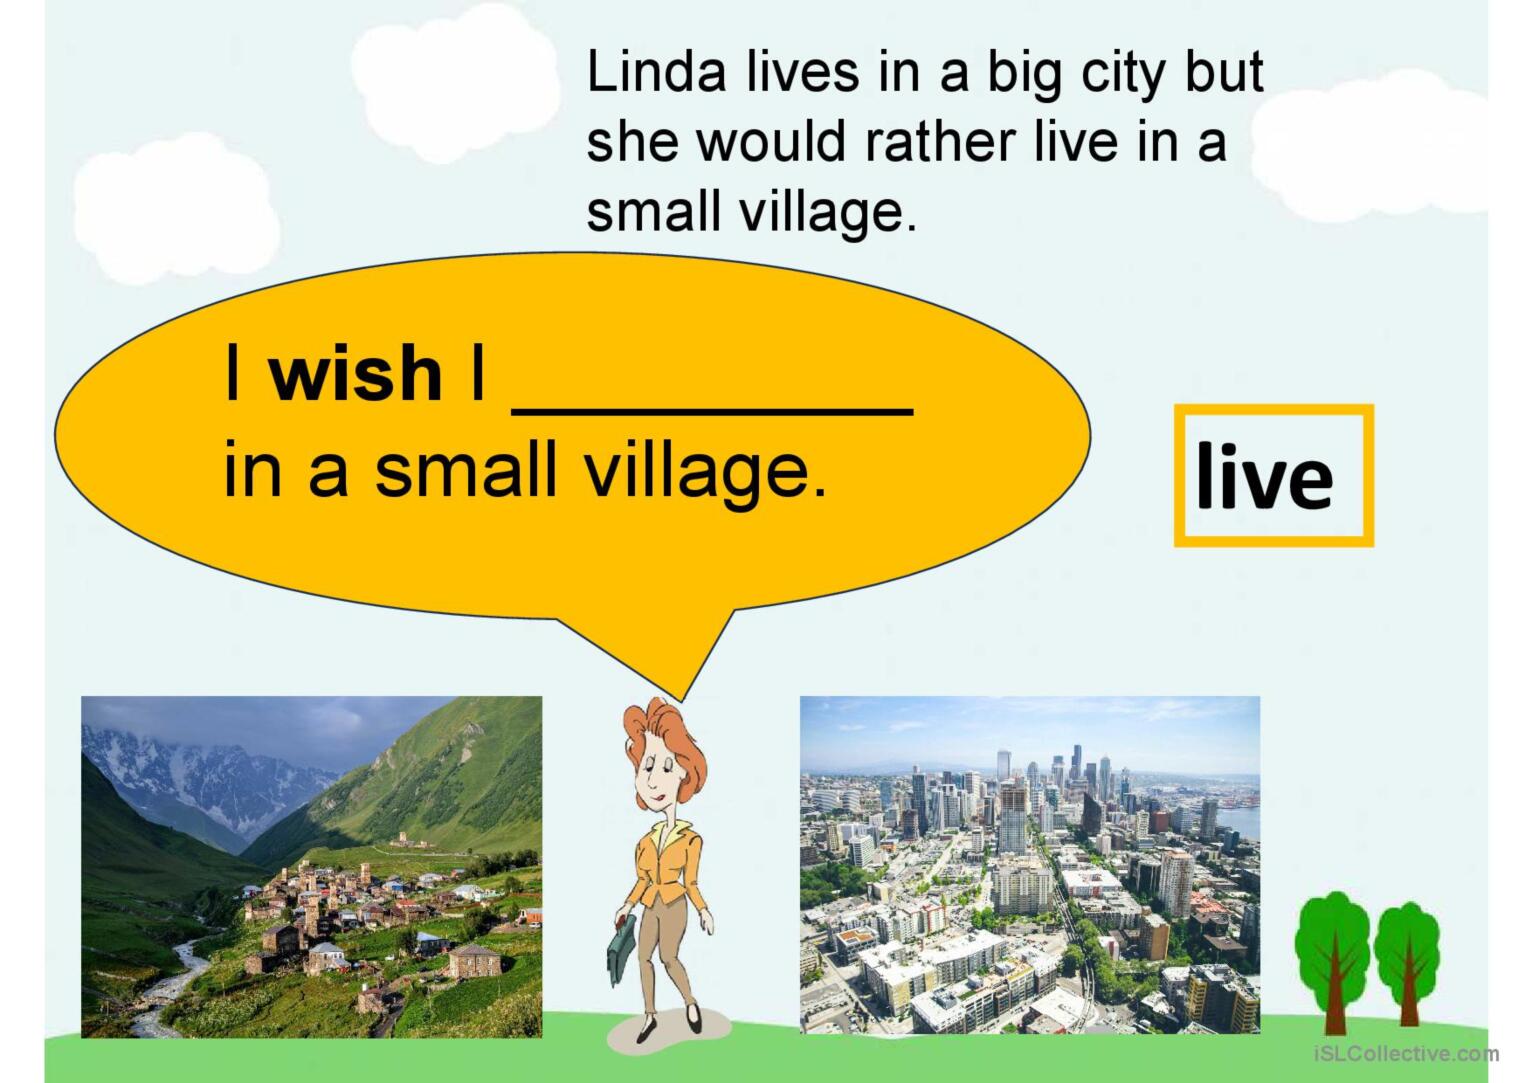 Linda lives in a big city but
she would rather live in a
small village.
I wish I __________
in a small village.
live
iSLCollective.com